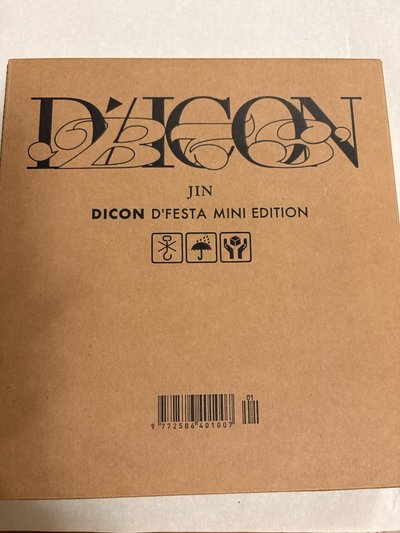 D'ICON
JIN
DICON D'FESTA MINI EDITION
01
9 772586 401007